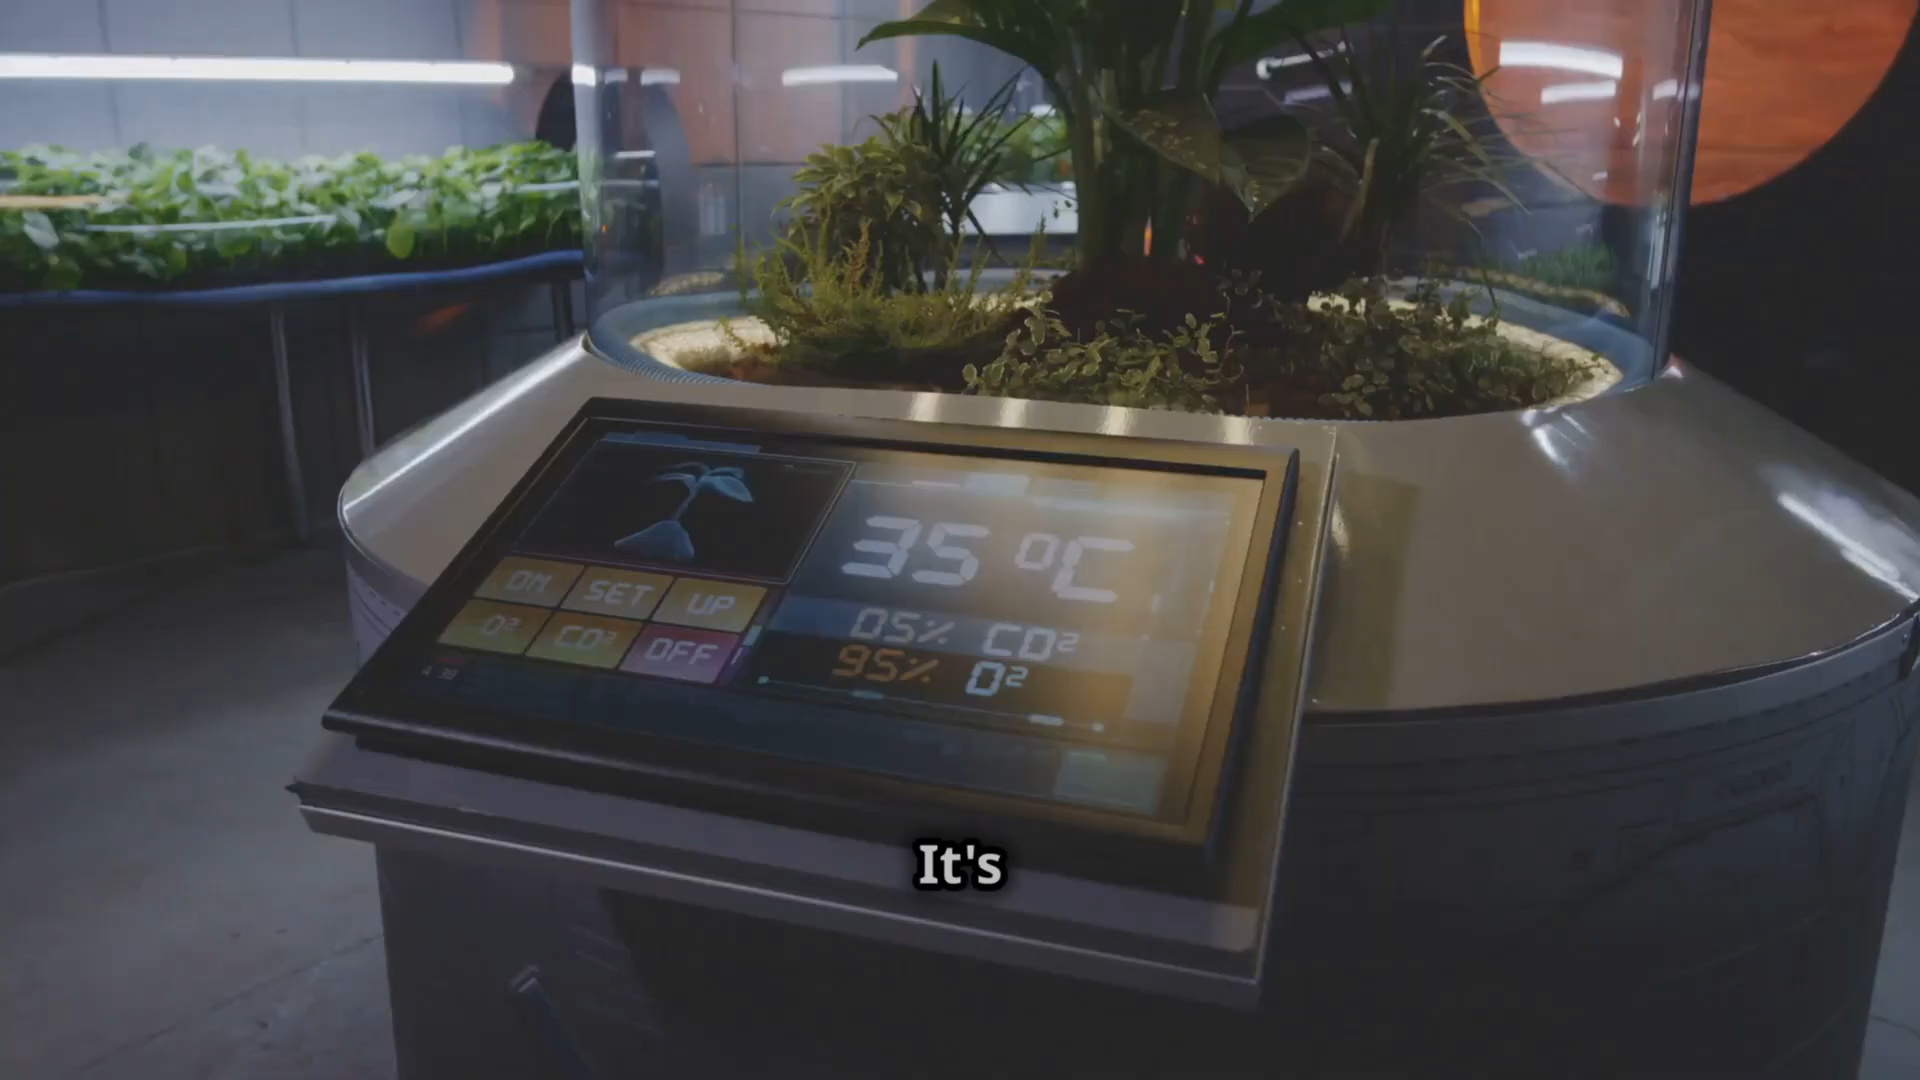 35 °C
ON SET UP
O² CO² OFF
05% CO²
95% O²
It's